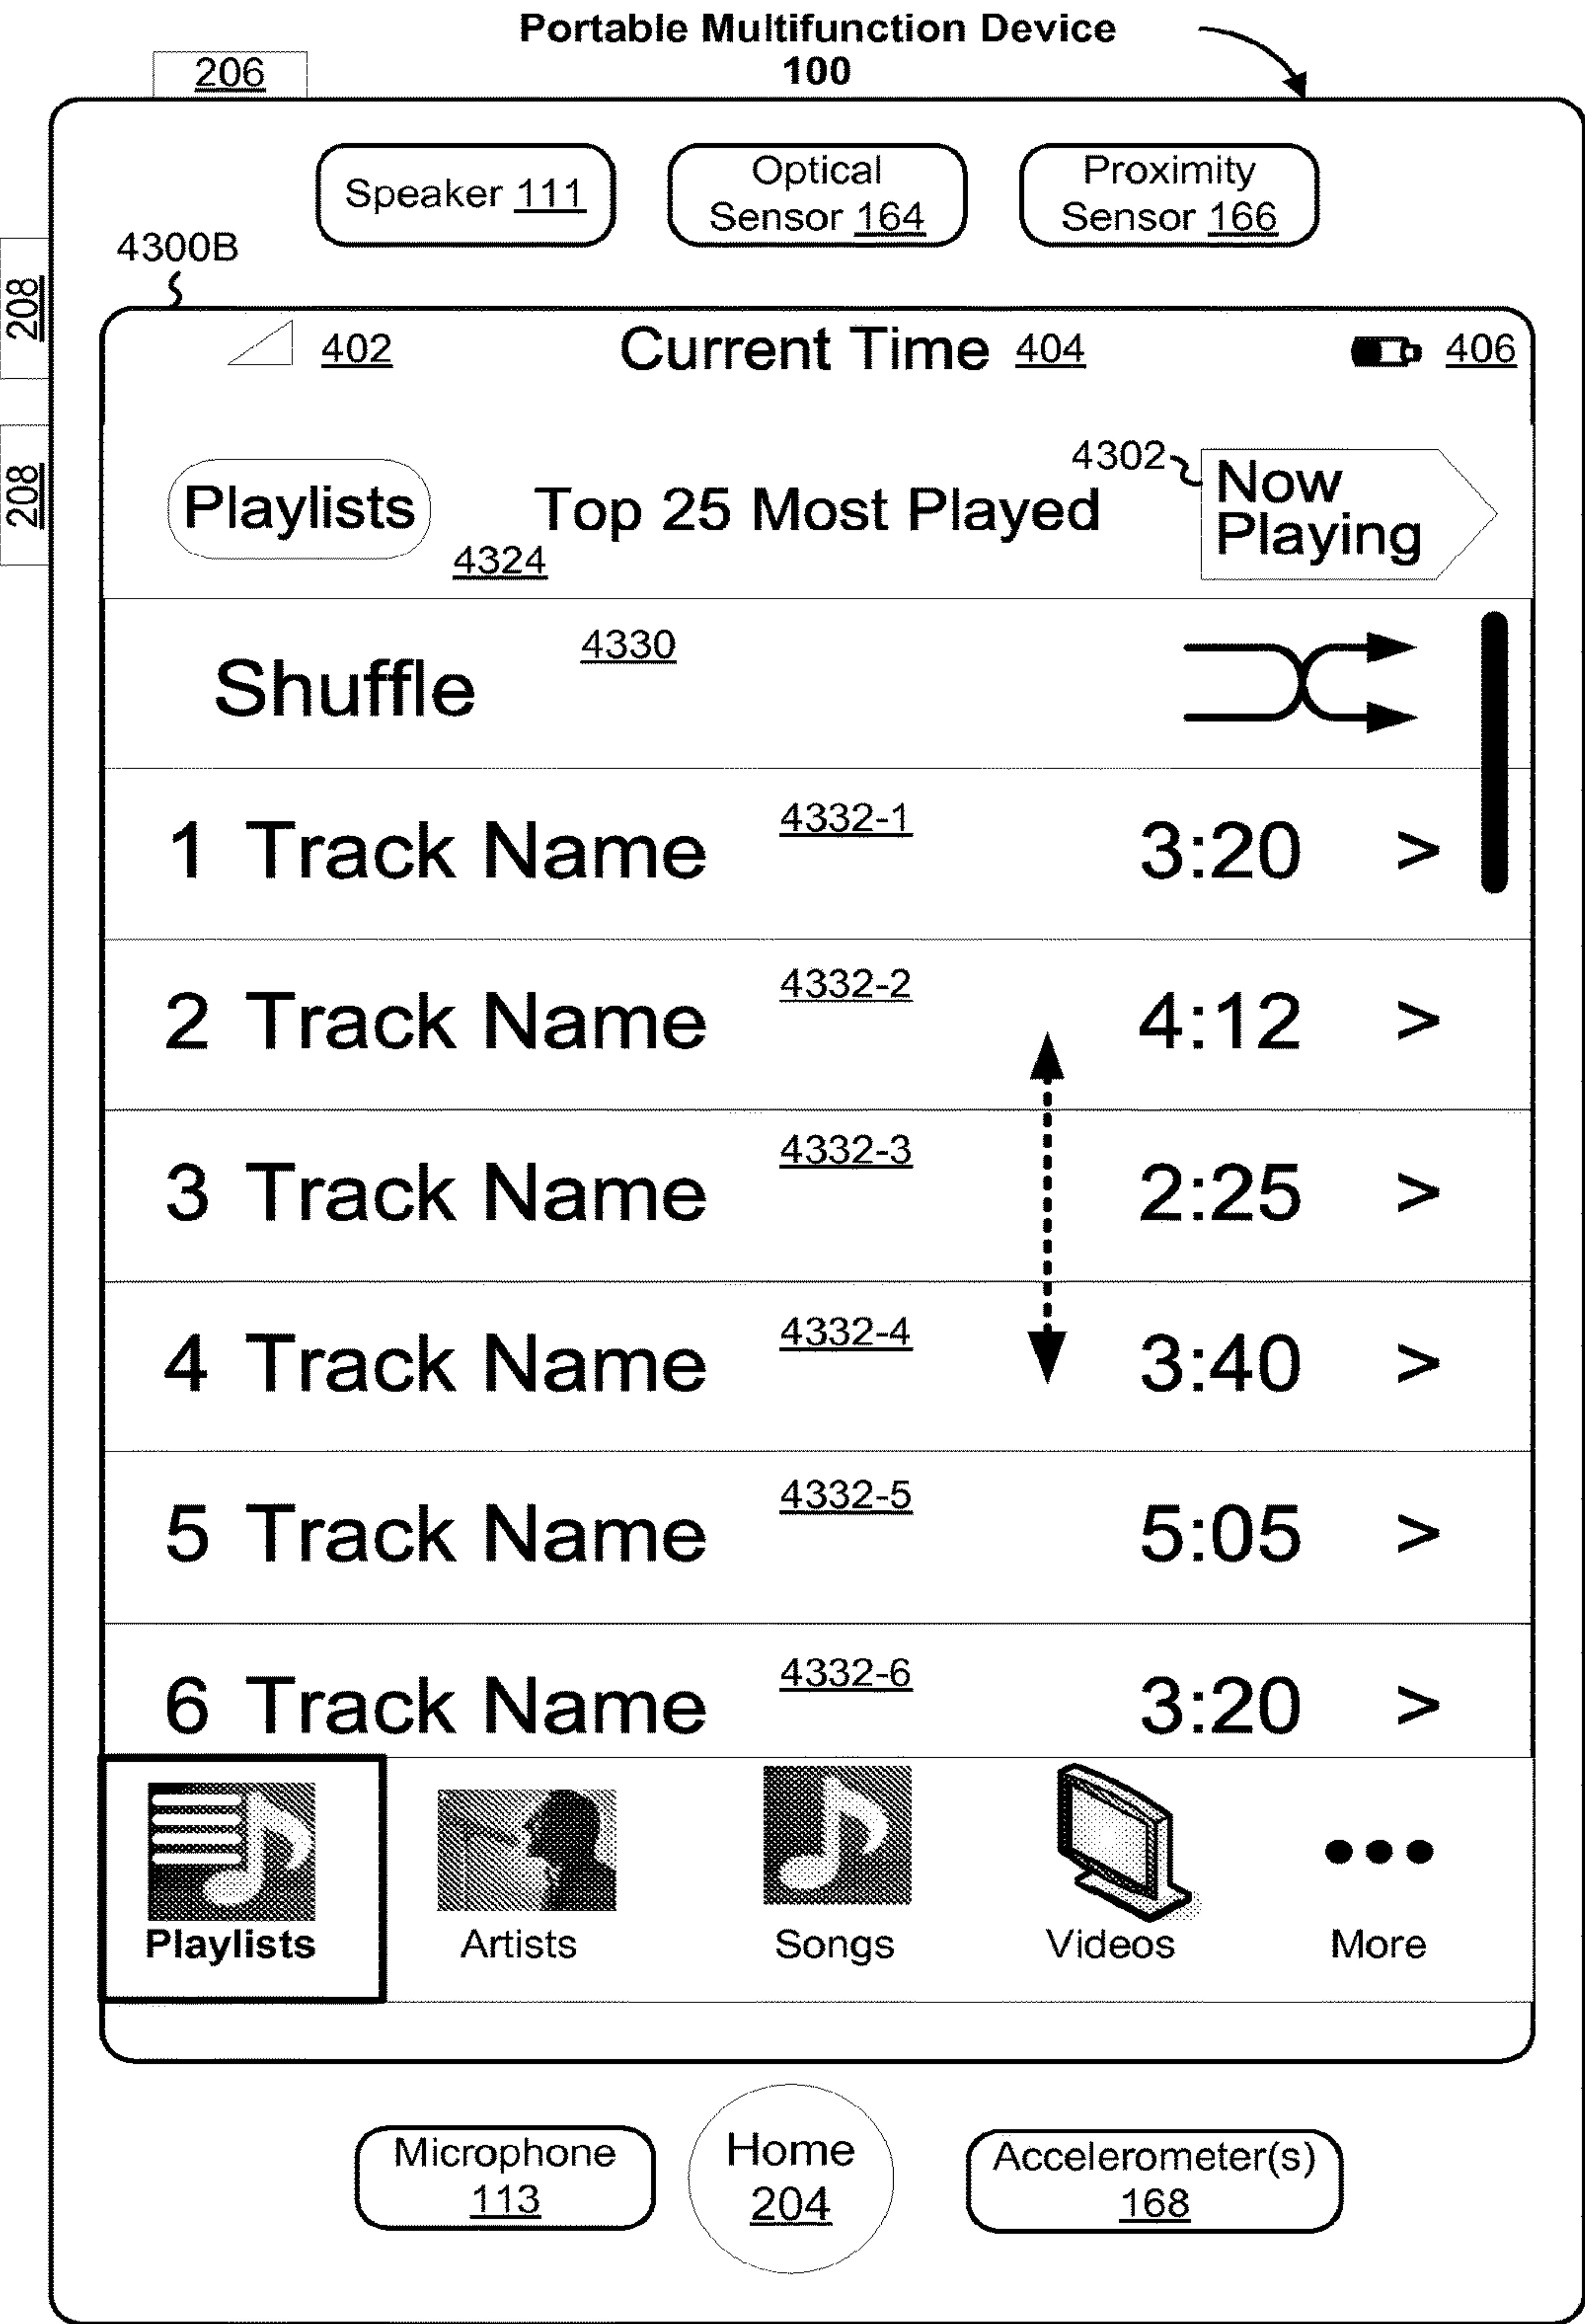 Portable Multifunction Device
100
206
Speaker 111
Optical
Sensor 164
Proximity
Sensor 166
4300B
208
402
Current Time 404
406
208
Playlists
4324
Top 25 Most Played
4302
Now
Playing
Shuffle
4330
1 Track Name 4332-1 3:20 >
2 Track Name 4332-2 4:12 >
3 Track Name 4332-3 2:25 >
4 Track Name 4332-4 3:40 >
5 Track Name 4332-5 5:05 >
6 Track Name 4332-6 3:20 >
Playlists
Artists
Songs
Videos
More
Microphone
113
Home
204
Accelerometer(s)
168